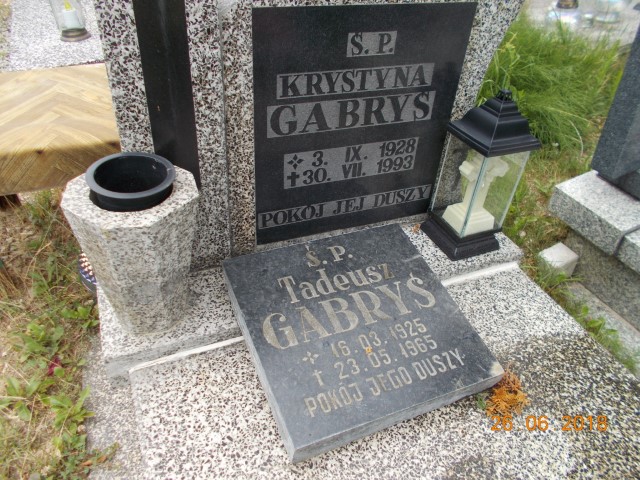 Ś. P.
KRYSTYNA
GABRYŚ
3. IX. 1928
30. VII. 1993
POKÓJ JEJ DUSZY
Ś. P.
Tadeusz
GABRYŚ
16.03.1925
23.05.1965
POKÓJ JEGO DUSZY.
26 06 2018